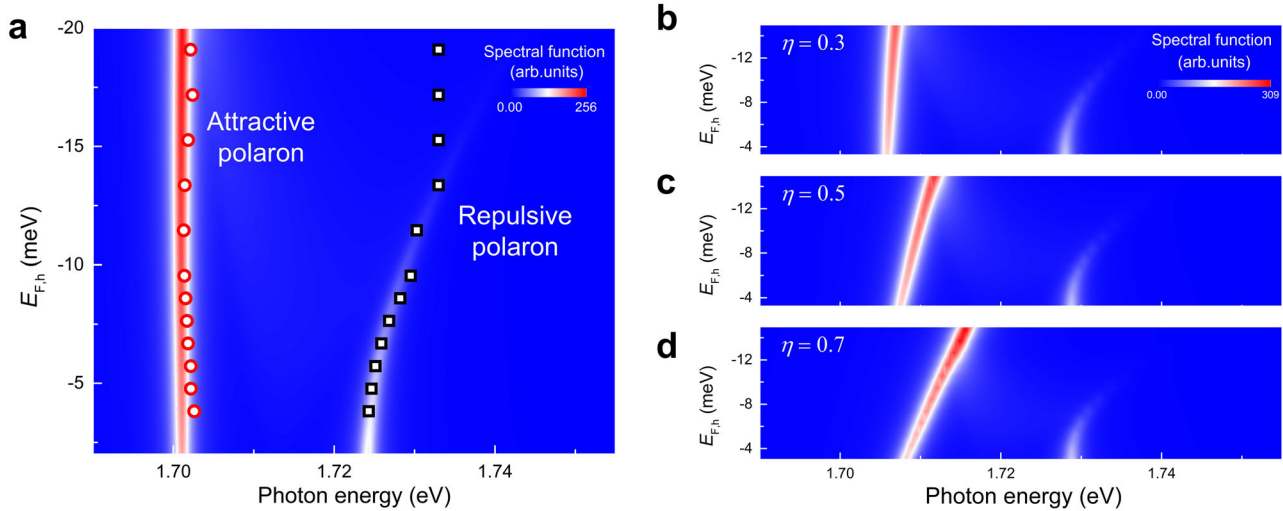 a
-20
-15
-10
-5
E_F,h (meV)
1.70
1.72
1.74
Photon energy (eV)
Attractive
polaron
Repulsive
polaron
Spectral function
(arb.units)
0.00 256
b
η = 0.3
Spectral function
(arb.units)
0.00 309
-12
-8
-4
E_F,h (meV)
c
η = 0.5
-12
-8
-4
E_F,h (meV)
d
η = 0.7
-12
-8
-4
E_F,h (meV)
1.70
1.72
1.74
Photon energy (eV)